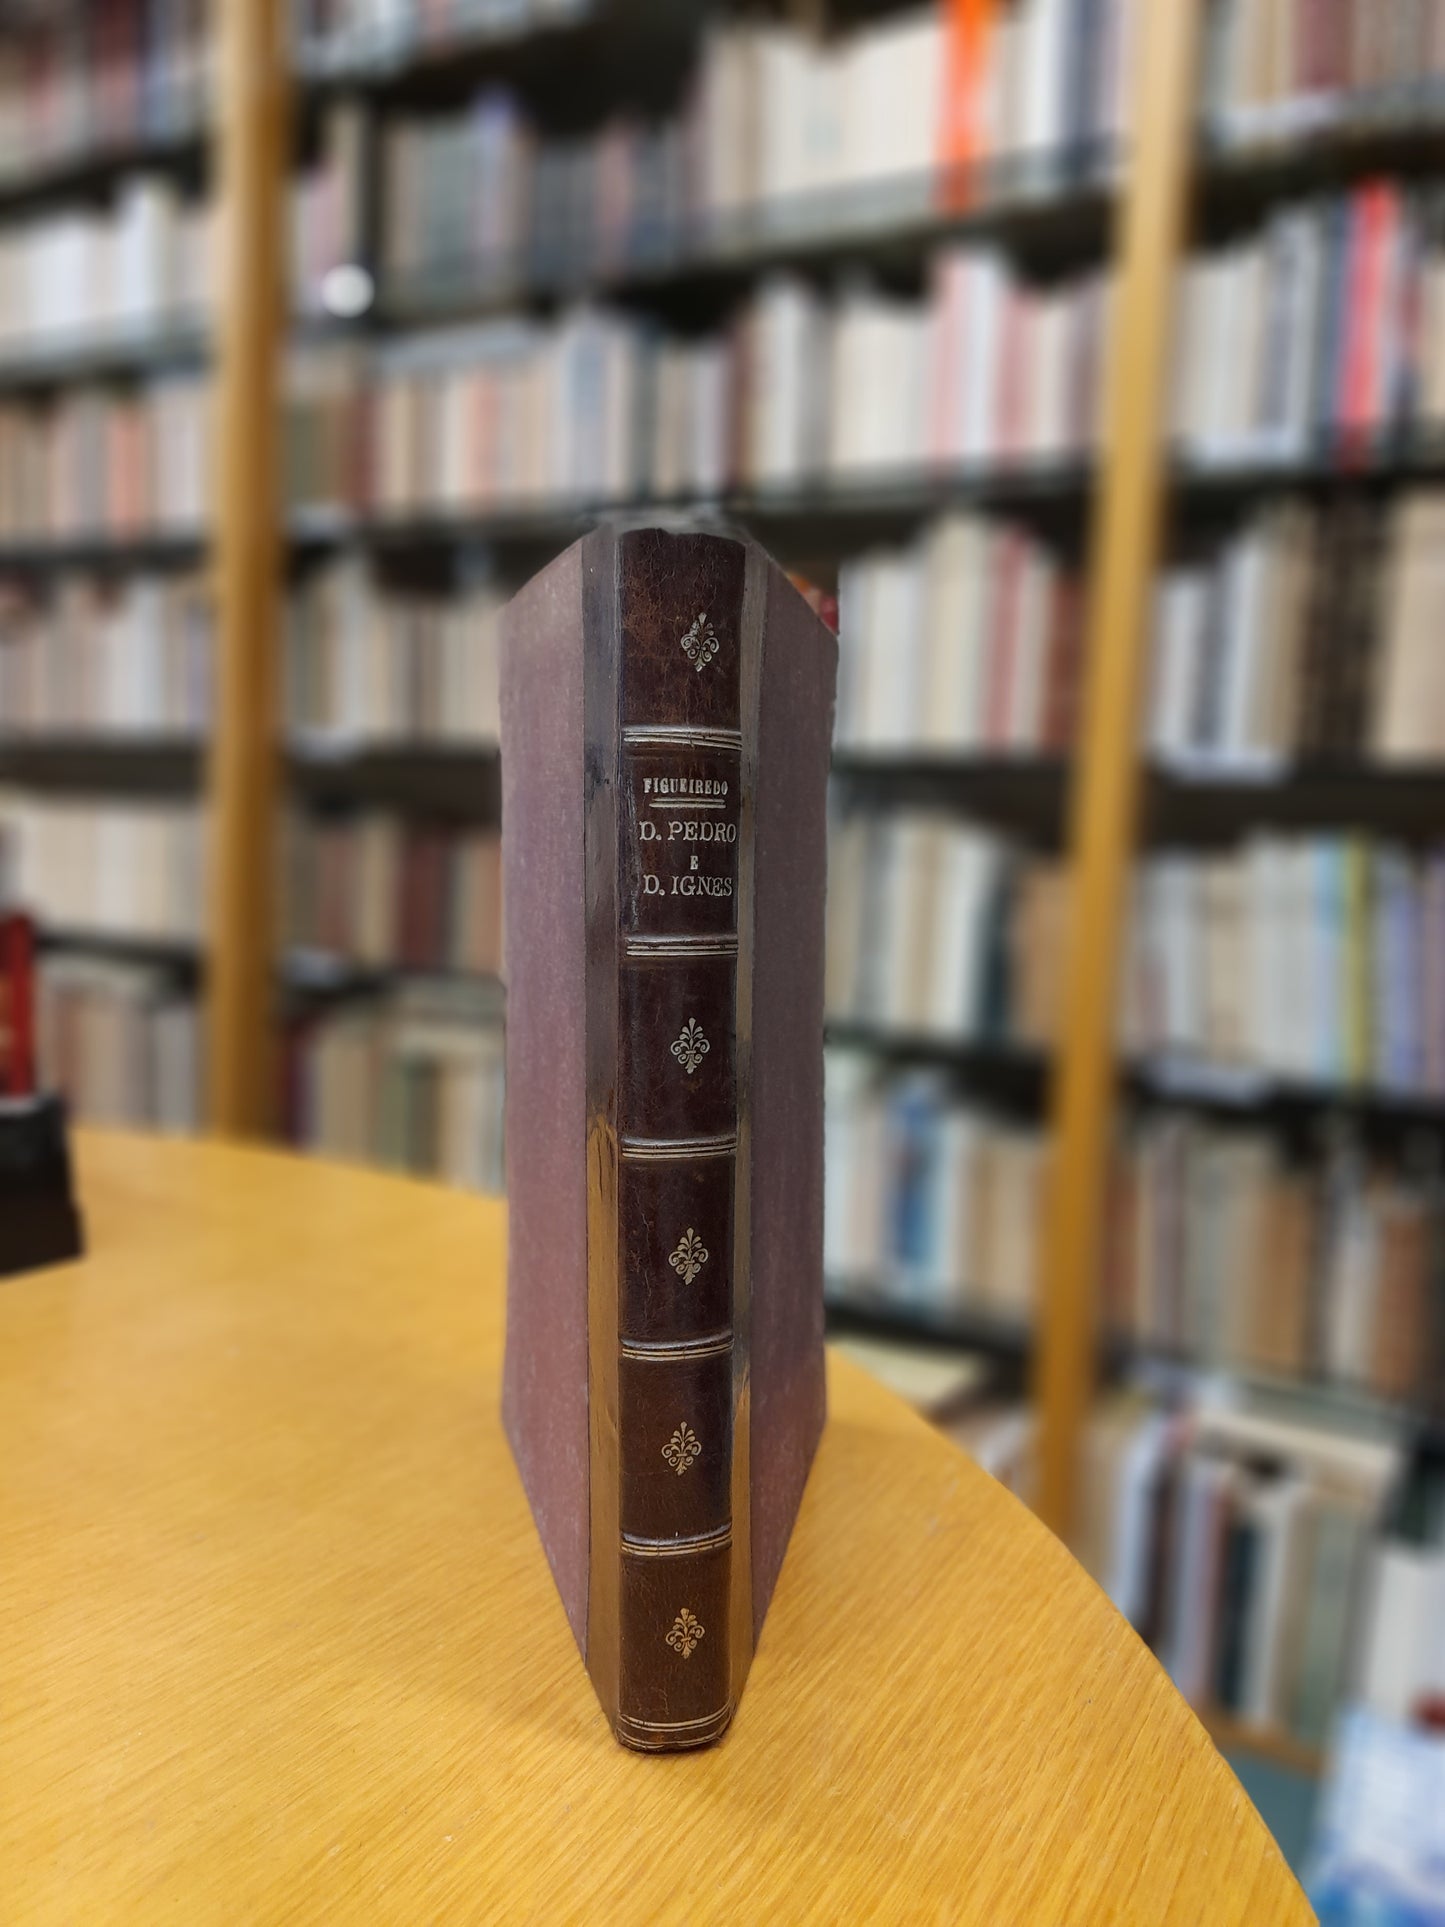 FIGUEIREDO
D. PEDRO
E
D. IGNES